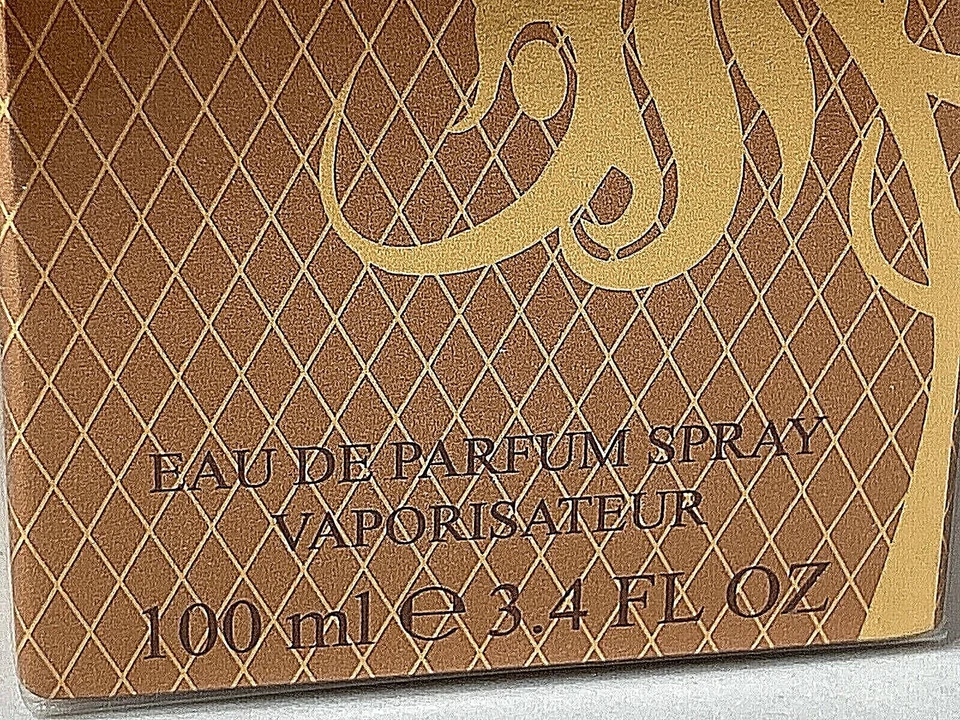 EAU DE PARFUM SPRAY
VAPORISATEUR
100 ml ℮ 3.4 FL OZ